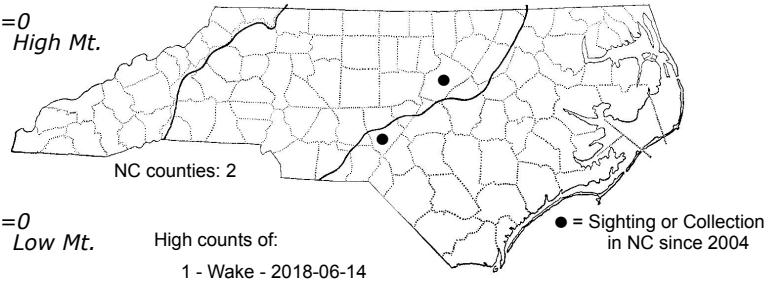 =0
High Mt.
NC counties: 2
=0
Low Mt.
High counts of:
1 - Wake - 2018-06-14
● = Sighting or Collection
in NC since 2004